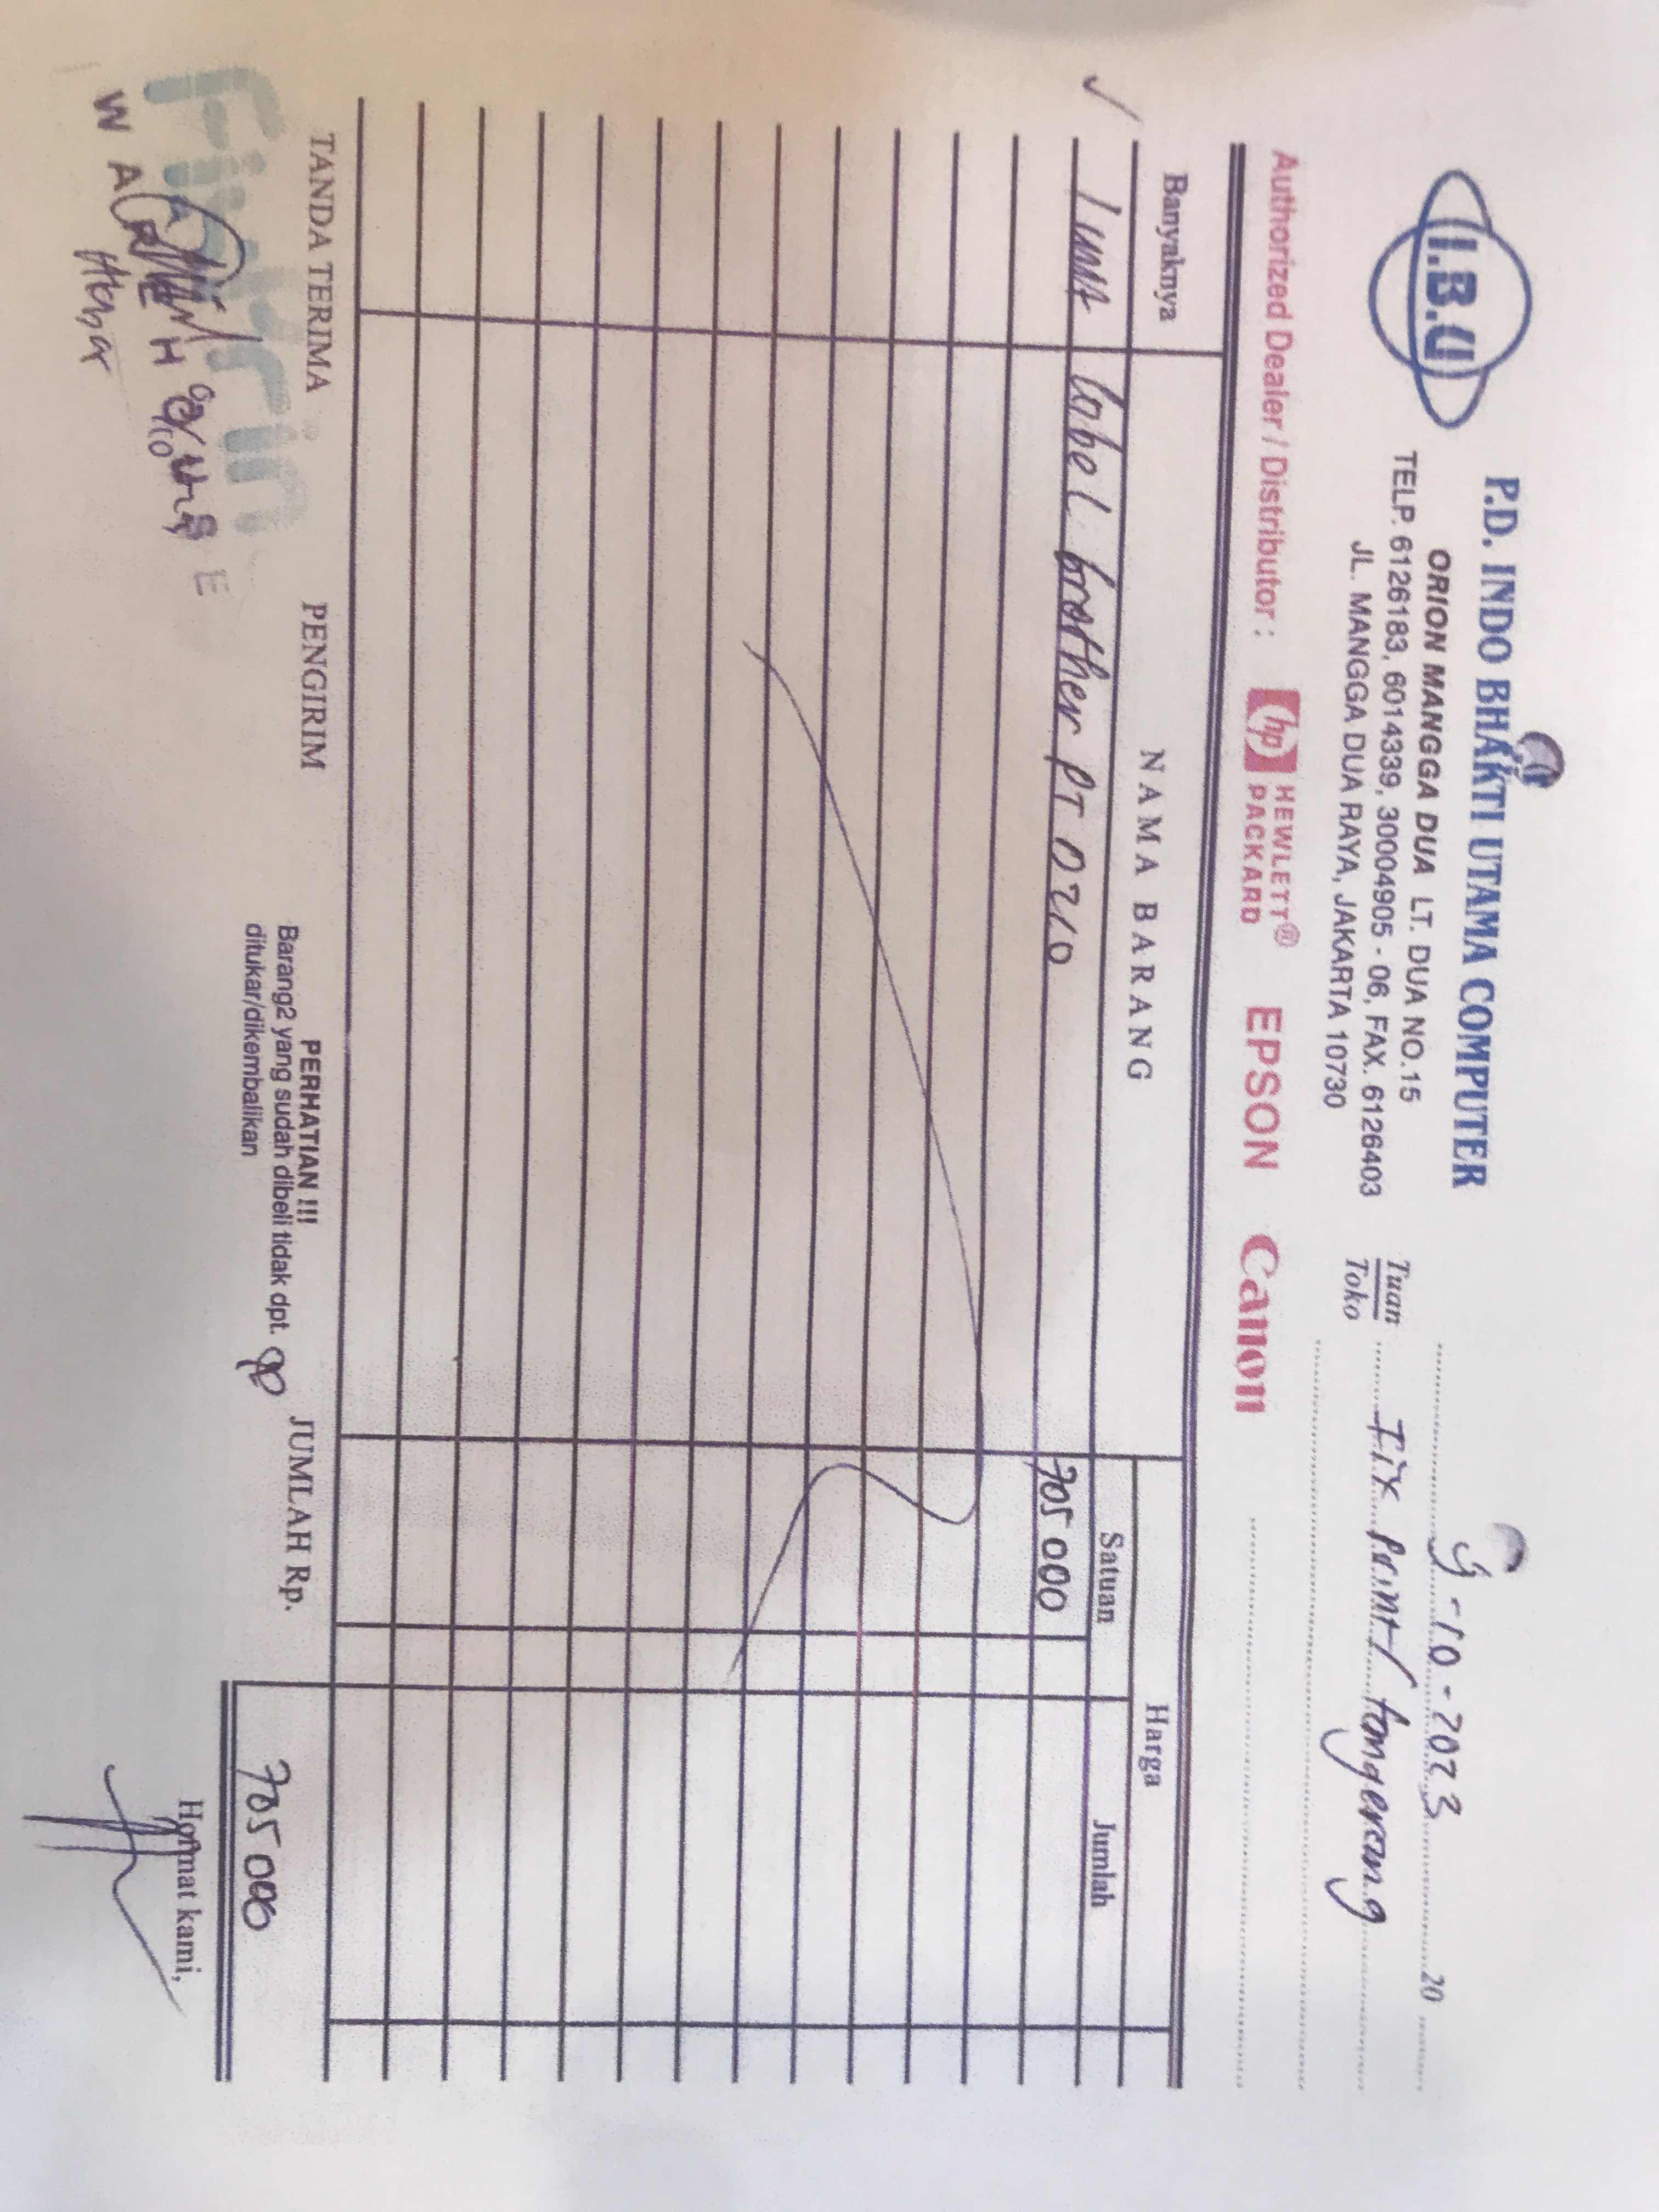 I.B.U
P.D. INDO BHAKTI UTAMA COMPUTER
ORION MANGGA DUA LT. DUA NO.15
TELP. 6126183, 6014339, 30004905 - 06, FAX. 6126403
JL. MANGGA DUA RAYA, JAKARTA 10730
9-10-2023 20
Tuan
Toko
Fix Print / Tangerang
Authorized Dealer / Distributor : hp HEWLETT® PACKARD EPSON Canon
Banyaknya NAMA BARANG Harga
Satuan Jumlah
1 unit label brother PT D210 705 000
TANDA TERIMA PENGIRIM
PERHATIAN !!!
Barang2 yang sudah dibeli tidak dpt.
ditukar/dikembalikan
JUMLAH Rp. 705 000
Hormat kami,
Fixprin
WAREHOUSE